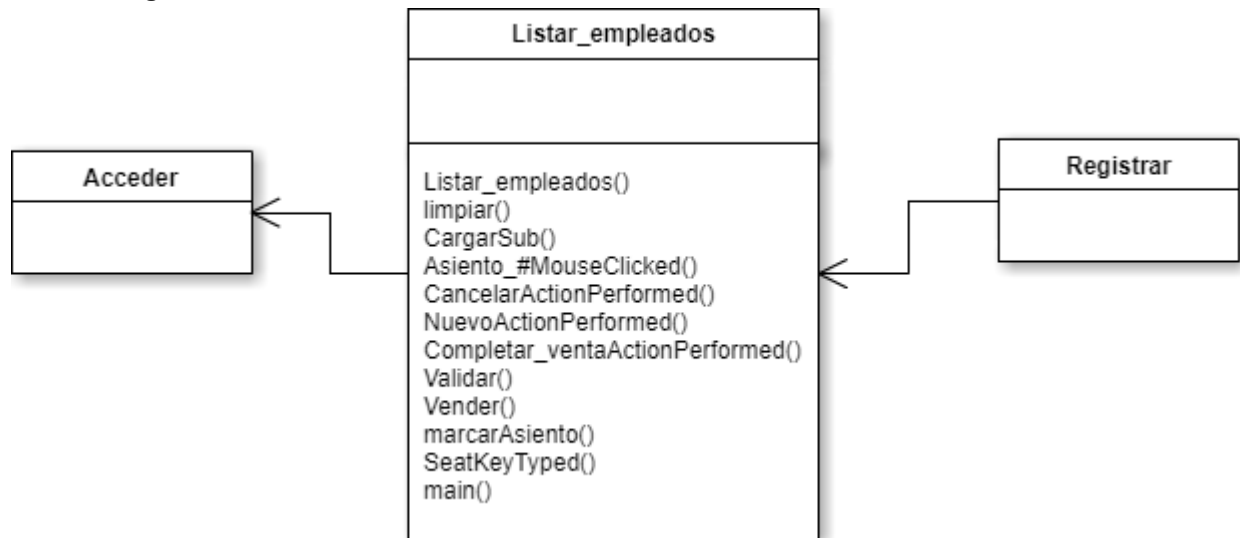 Listar_empleados
Acceder
Registrar
Listar_empleados()
limpiar()
CargarSub()
Asiento_#MouseClicked()
CancelarActionPerformed()
NuevoActionPerformed()
Completar_ventaActionPerformed()
Validar()
Vender()
marcarAsiento()
SeatKeyTyped()
main()